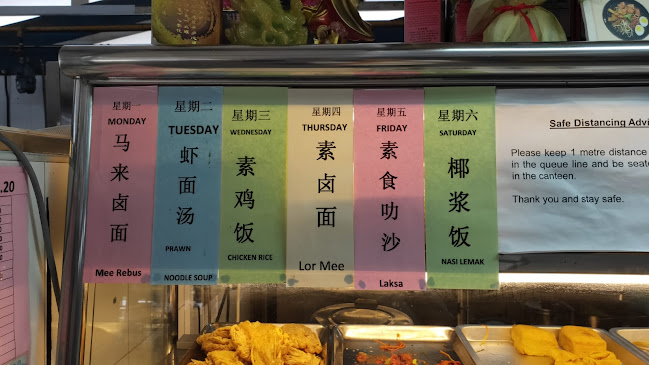 .20
星期一
MONDAY
马来卤面
Mee Rebus
星期二
TUESDAY
虾面汤
PRAWN
NOODLE SOUP
星期三
WEDNESDAY
素鸡饭
CHICKEN RICE
星期四
THURSDAY
素卤面
Lor Mee
星期五
FRIDAY
素食叻沙
Laksa
星期六
SATURDAY
椰浆饭
NASI LEMAK
Safe Distancing Advi
Please keep 1 metre distance
in the queue line and be seate
in the canteen.
Thank you and stay safe.